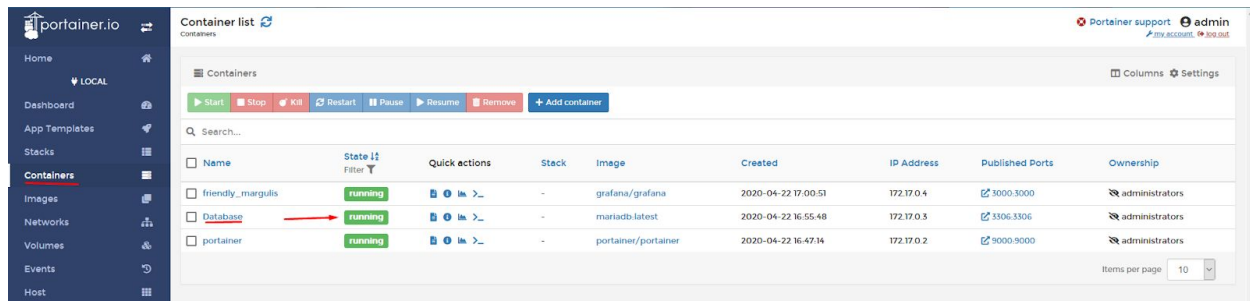 portainer.io
Home
LOCAL
Dashboard
App Templates
Stacks
Containers
Images
Networks
Volumes
Events
Host
Container list
Containers
Portainer support admin
my account log out
Containers
Columns Settings
Start Stop Kill Restart Pause Resume Remove + Add container
Search...
Name State Filter Quick actions Stack Image Created IP Address Published Ports Ownership
friendly_margulis running - grafana/grafana 2020-04-22 17:00:51 172.17.0.4 3000:3000 administrators
Database running - mariadb:latest 2020-04-22 16:55:48 172.17.0.3 3306:3306 administrators
portainer running - portainer/portainer 2020-04-22 16:47:14 172.17.0.2 9000:9000 administrators
Items per page 10